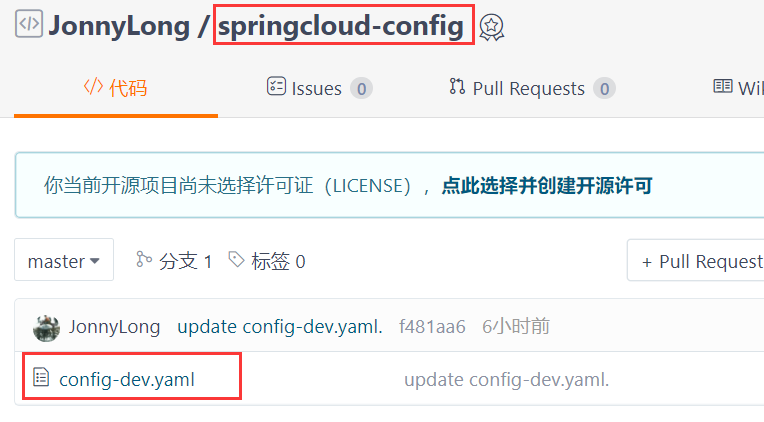 JonnyLong / springcloud-config
代码 Issues 0 Pull Requests 0 Wi
你当前开源项目尚未选择许可证（LICENSE），点此选择并创建开源许可
master 分支 1 标签 0 + Pull Request
JonnyLong update config-dev.yaml. f481aa6 6小时前
config-dev.yaml update config-dev.yaml.